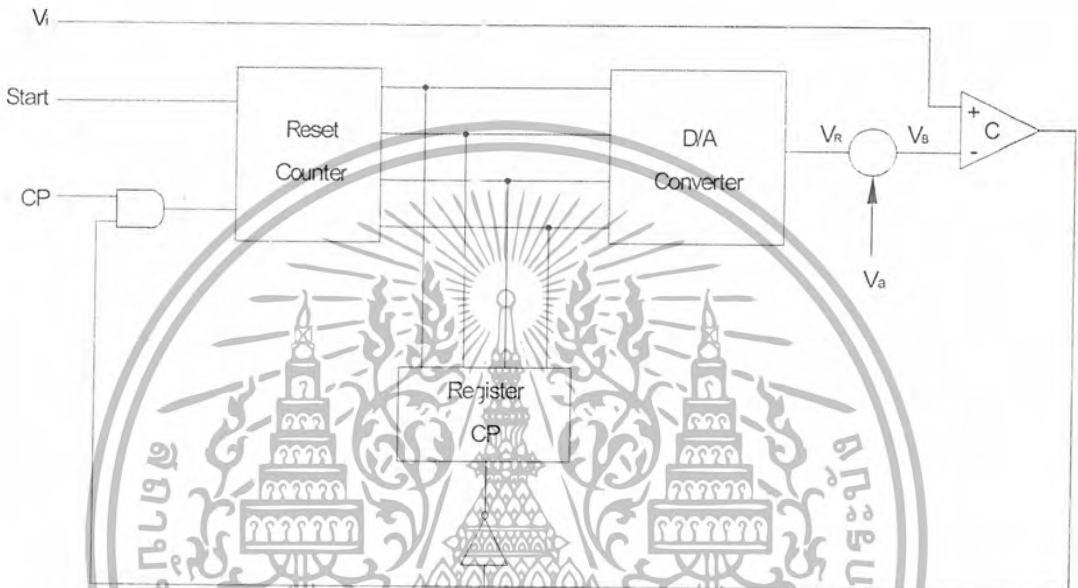 Vi
Start
Reset
Counter
D/A
Converter
VR
VB
+
C
-
CP
Va
Register
CP